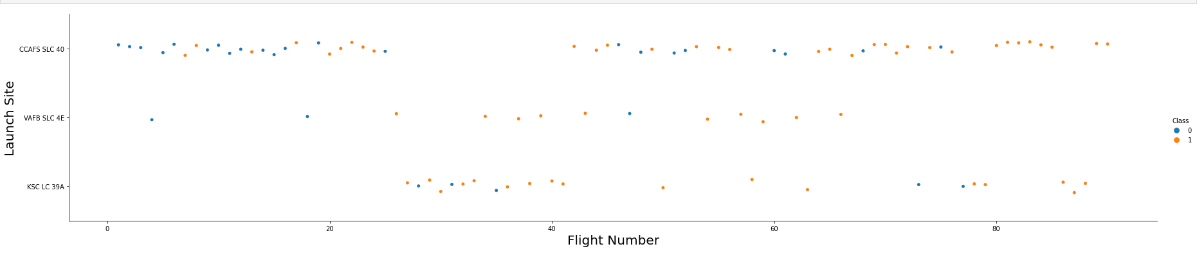 CCAFS SLC 40
VAFB SLC 4E
KSC LC 39A
Launch Site
0
20
40
60
80
Flight Number
Class
0
1